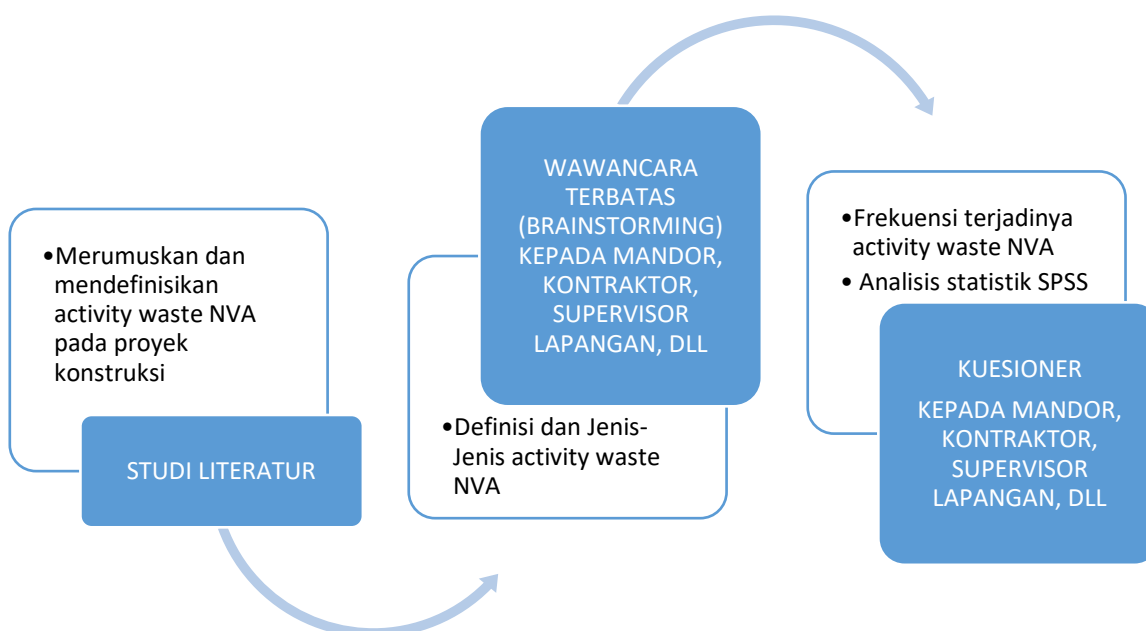 •Merumuskan dan
mendefinisikan
activity waste NVA
pada proyek
konstruksi
STUDI LITERATUR
WAWANCARA
TERBATAS
(BRAINSTORMING)
KEPADA MANDOR,
KONTRAKTOR,
SUPERVISOR
LAPANGAN, DLL
•Definisi dan Jenis-
Jenis activity waste
NVA
•Frekuensi terjadinya
activity waste NVA
• Analisis statistik SPSS
KUESIONER
KEPADA MANDOR,
KONTRAKTOR,
SUPERVISOR
LAPANGAN, DLL